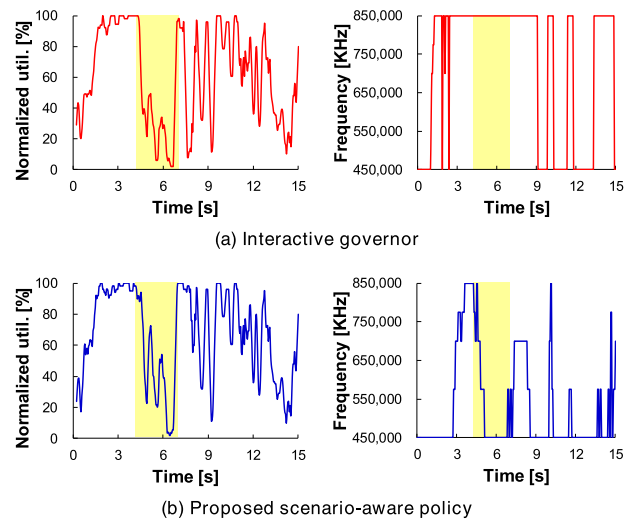 Normalized util. [%]
100
80
60
40
20
0
0 3 6 9 12 15
Time [s]
Frequency [KHz]
850,000
750,000
650,000
550,000
450,000
0 3 6 9 12 15
Time [s]
(a) Interactive governor
Normalized util. [%]
100
80
60
40
20
0
0 3 6 9 12 15
Time [s]
Frequency [KHz]
850,000
750,000
650,000
550,000
450,000
0 3 6 9 12 15
Time [s]
(b) Proposed scenario-aware policy